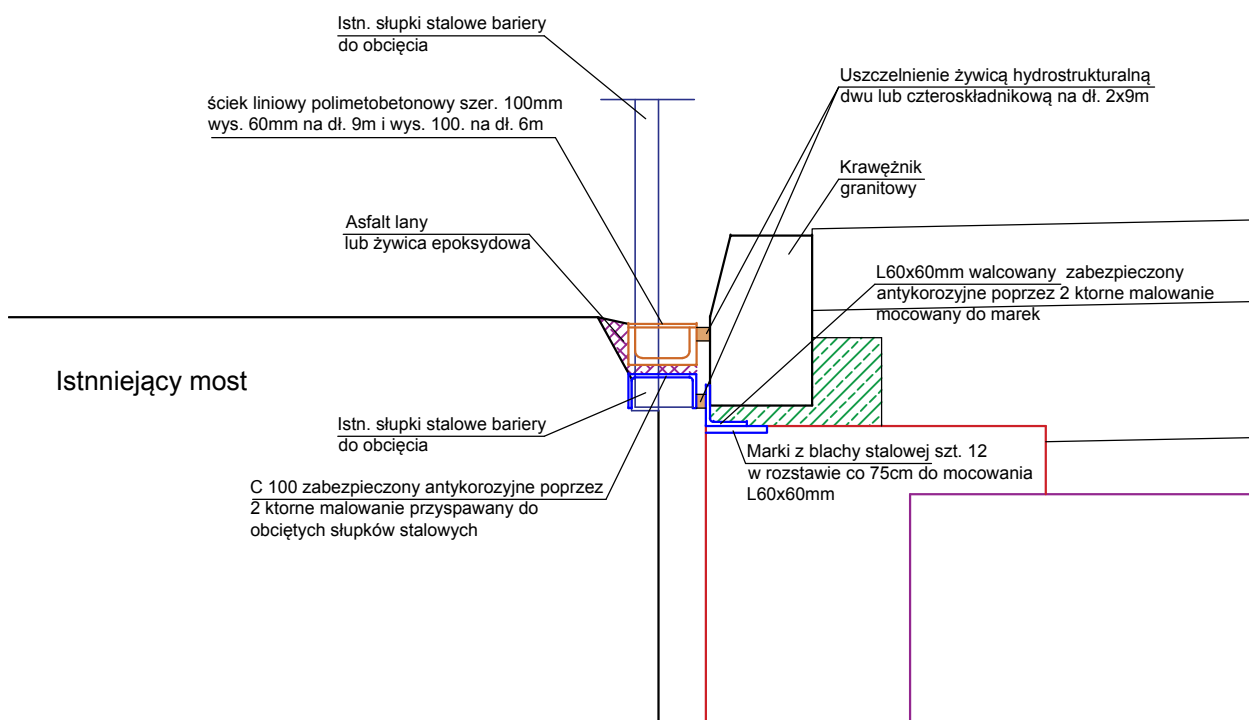 Istn. słupki stalowe bariery
do obcięcia
ściek liniowy polimetobetonowy szer. 100mm
wys. 60mm na dł. 9m i wys. 100. na dł. 6m
Asfalt lany
lub żywica epoksydowa
Uszczelnienie żywicą hydrostrukturalną
dwu lub czteroskładnikową na dł. 2x9m
Krawężnik
granitowy
L60x60mm walcowany zabezpieczony
antykorozyjne poprzez 2 ktorne malowanie
mocowany do marek
Istnniejący most
Istn. słupki stalowe bariery
do obcięcia
C 100 zabezpieczony antykorozyjne poprzez
2 ktorne malowanie przyspawany do
obciętych słupków stalowych
Marki z blachy stalowej szt. 12
w rozstawie co 75cm do mocowania
L60x60mm